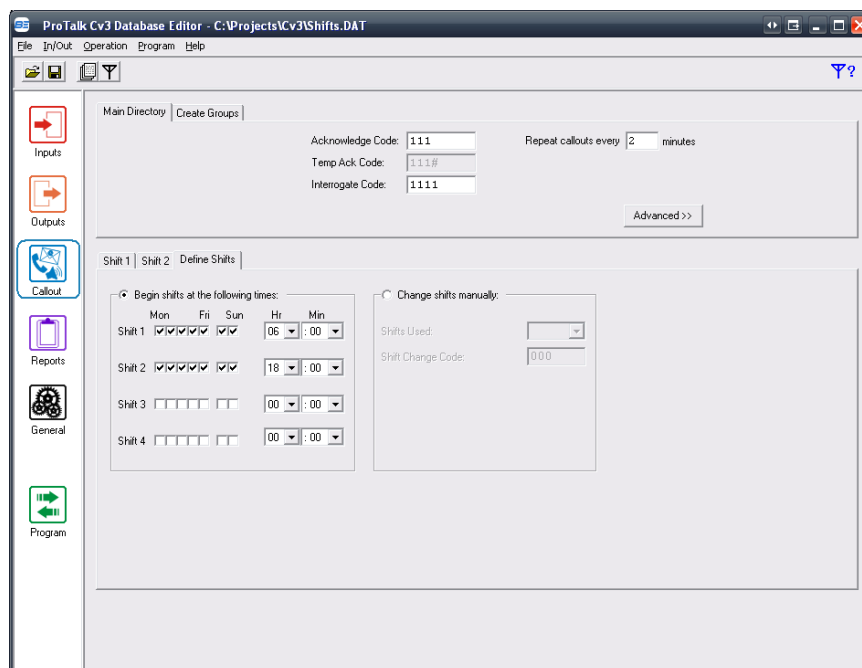 ProTalk Cv3 Database Editor - C:\Projects\Cv3\Shifts.DAT
File In/Out Operation Program Help
Main Directory Create Groups
Acknowledge Code: 111 Repeat callouts every 2 minutes
Temp Ack Code: 111#
Interrogate Code: 1111
Advanced >>
Inputs
Outputs
Callout
Reports
General
Program
Shift 1 Shift 2 Define Shifts
Begin shifts at the following times:
Mon Fri Sun Hr Min
Shift 1 06 : 00
Shift 2 18 : 00
Shift 3 00 : 00
Shift 4 00 : 00
Change shifts manually:
Shifts Used:
Shift Change Code: 000